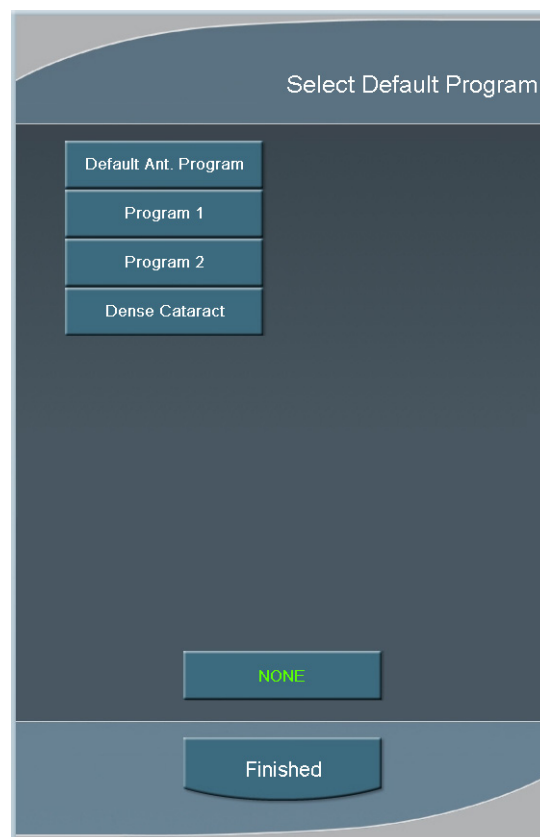 Select Default Program
Default Ant. Program
Program 1
Program 2
Dense Cataract
NONE
Finished